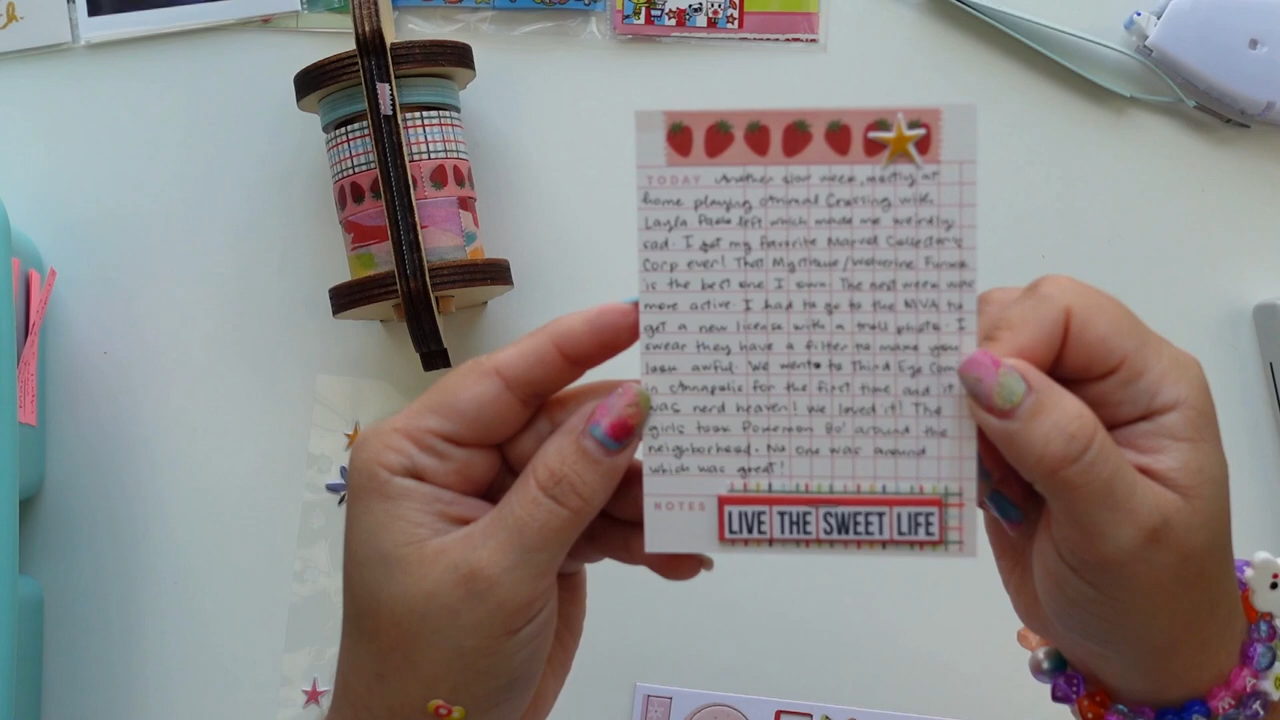 TODAY Another slow week, mostly at
home playing Animal Crossing with
Layla. Paola left which made me weirdly
sad. I got my favorite Marvel Collectors
Corp ever! That Mystique/Wolverine Funko
is the best one I own. The next week was
more active. I had to go to the MVA to
get a new license with a troll photo. I
swear they have a filter to make you
look awful. We went to Third Eye Com
in Annapolis for the first time and it
was nerd heaven! We loved it! The
girls took Pokemon Go! around the
neighborhood. No one was around
which was great!
NOTES
LIVE THE SWEET LIFE